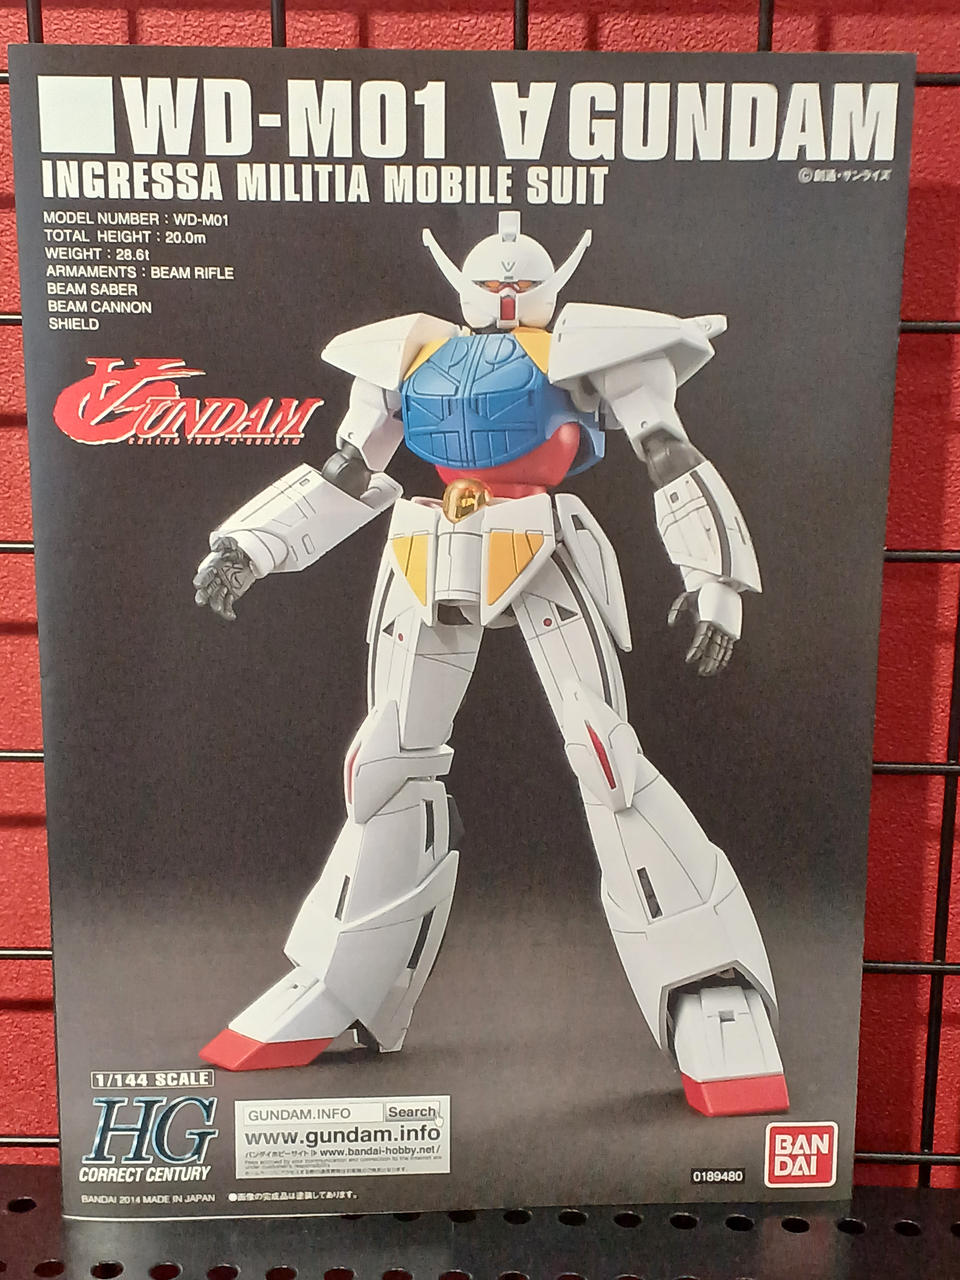 WD-M01 ∀GUNDAM
INGRESSA MILITIA MOBILE SUIT
©創通・サンライズ
MODEL NUMBER : WD-M01
TOTAL HEIGHT : 20.0m
WEIGHT : 28.6t
ARMAMENTS : BEAM RIFLE
BEAM SABER
BEAM CANNON
SHIELD
∀GUNDAM
1/144 SCALE
HG
CORRECT CENTURY
GUNDAM.INFO Search
www.gundam.info
バンダイホビーサイト www.bandai-hobby.net/
BANDAI 2014 MADE IN JAPAN ●画像の完成品は塗装してあります。
0189480
BAN
DAI